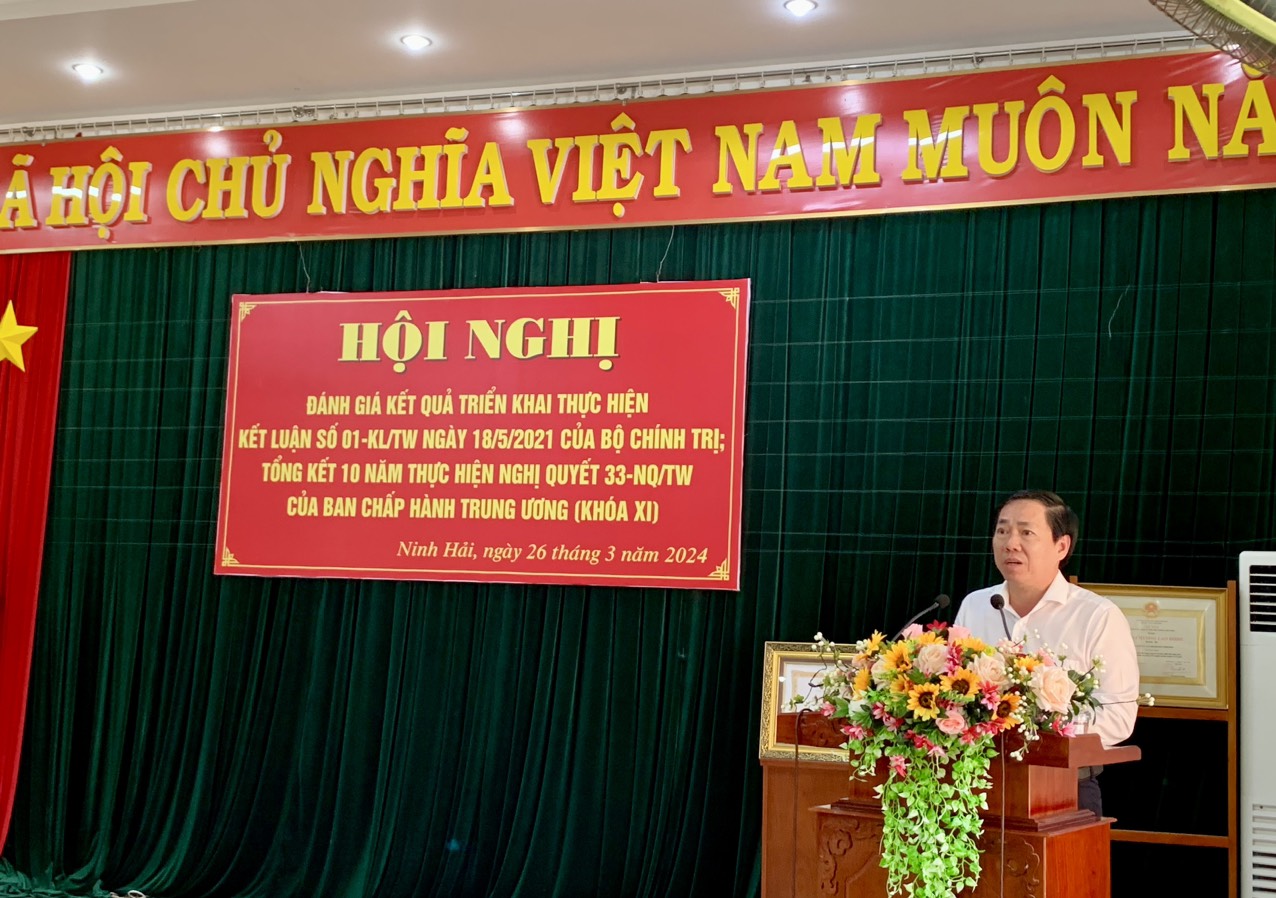 Ã HỘI CHỦ NGHĨA VIỆT NAM MUÔN NĂ
HỘI NGHỊ
ĐÁNH GIÁ KẾT QUẢ TRIỂN KHAI THỰC HIỆN
KẾT LUẬN SỐ 01-KL/TW NGÀY 18/5/2021 CỦA BỘ CHÍNH TRỊ;
TỔNG KẾT 10 NĂM THỰC HIỆN NGHỊ QUYẾT 33-NQ/TW
CỦA BAN CHẤP HÀNH TRUNG ƯƠNG (KHÓA XI)
Ninh Hải, ngày 26 tháng 3 năm 2024